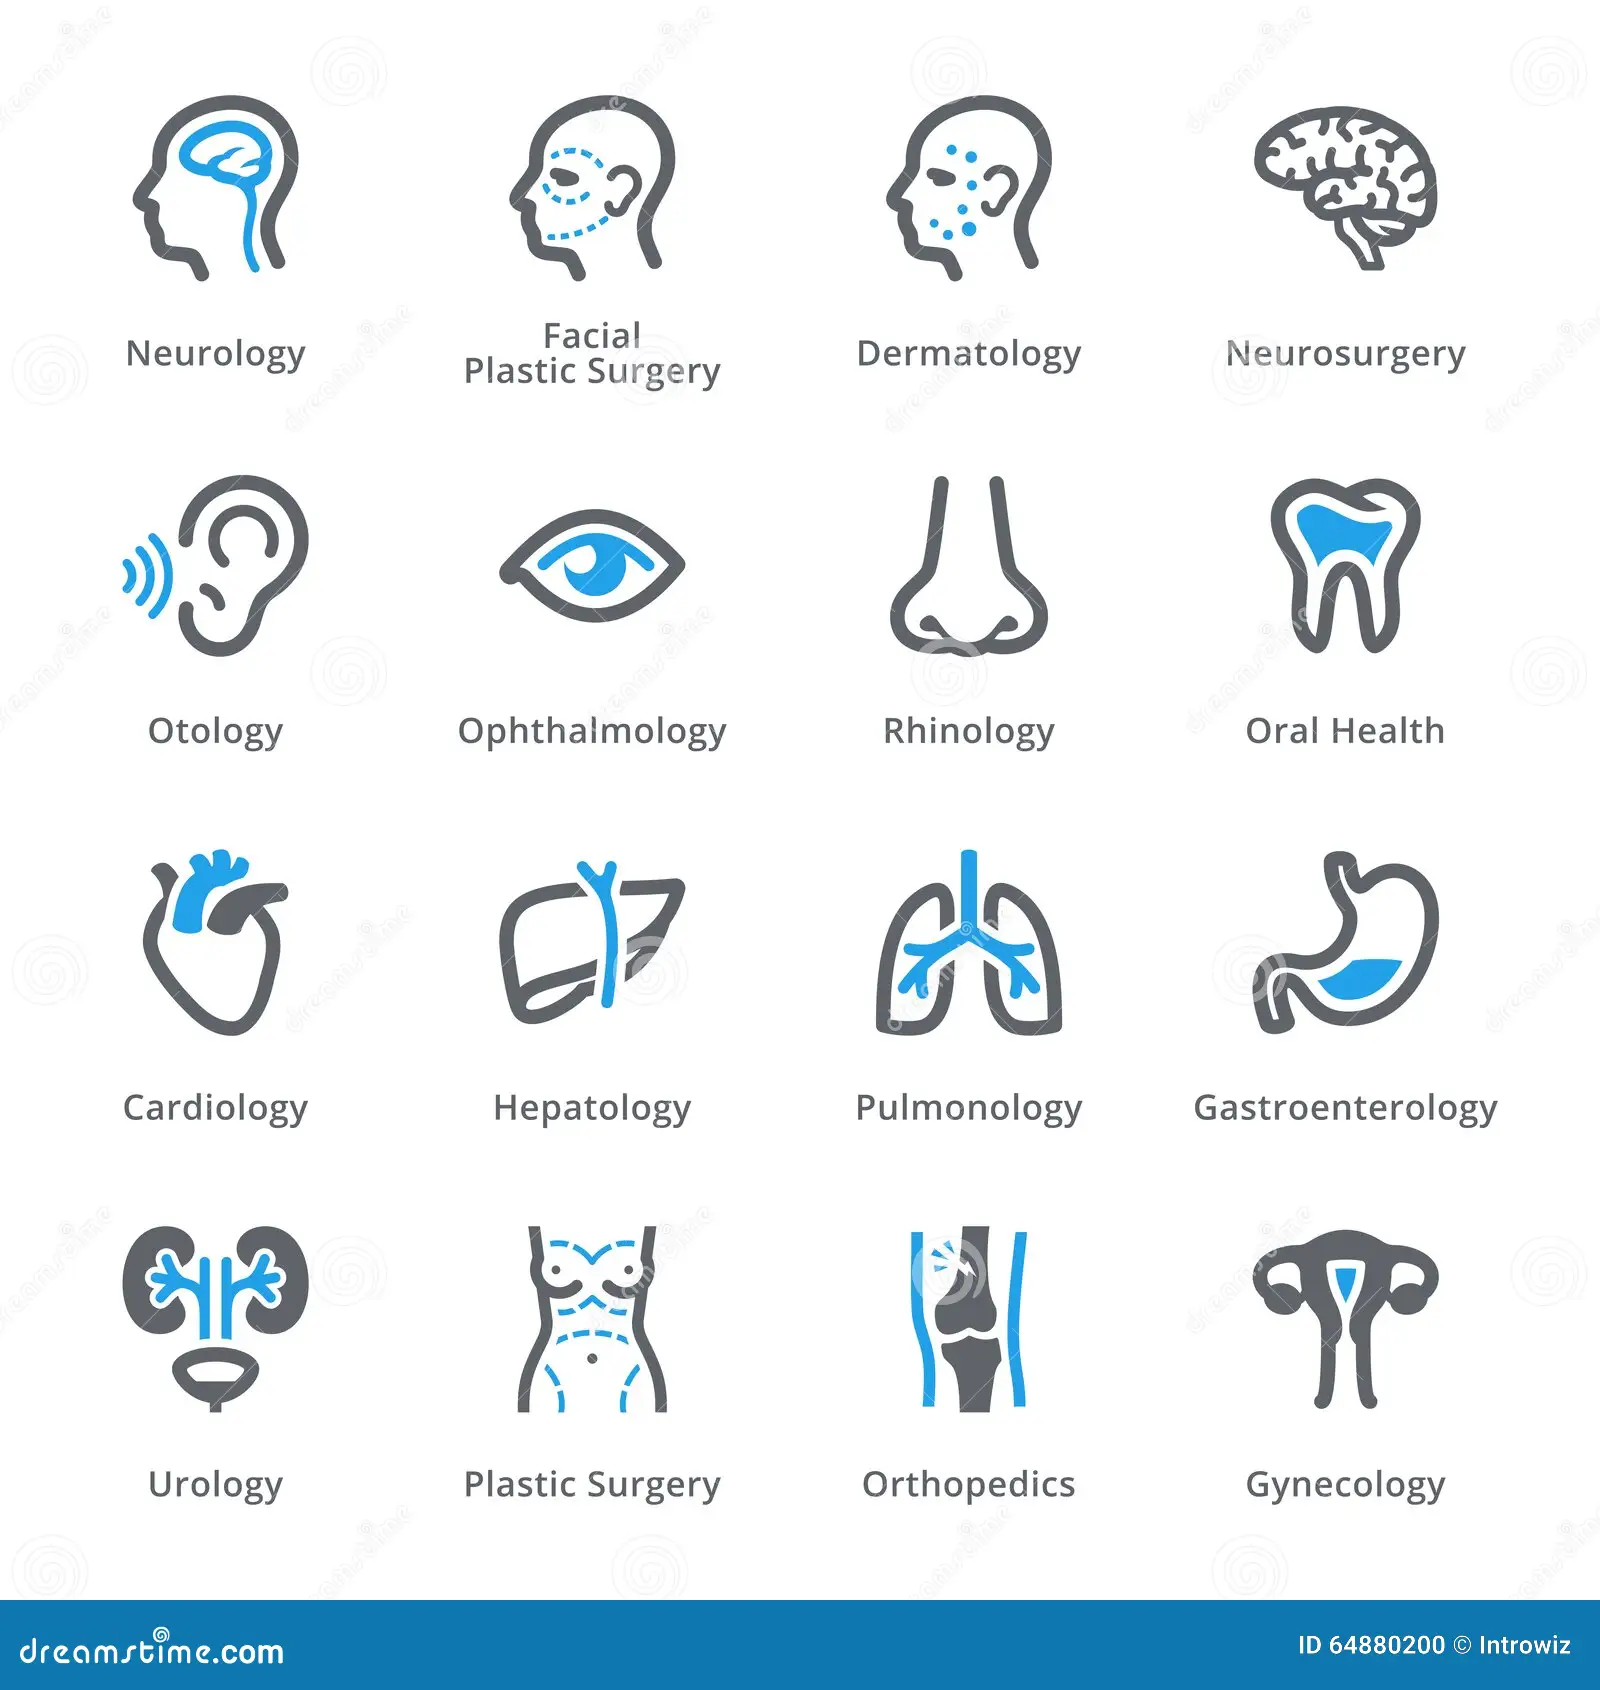 Neurology
Facial
Plastic Surgery
Dermatology
Neurosurgery
Otology
Ophthalmology
Rhinology
Oral Health
Cardiology
Hepatology
Pulmonology
Gastroenterology
Urology
Plastic Surgery
Orthopedics
Gynecology
dreamstime.com
ID 64880200 © Introwiz